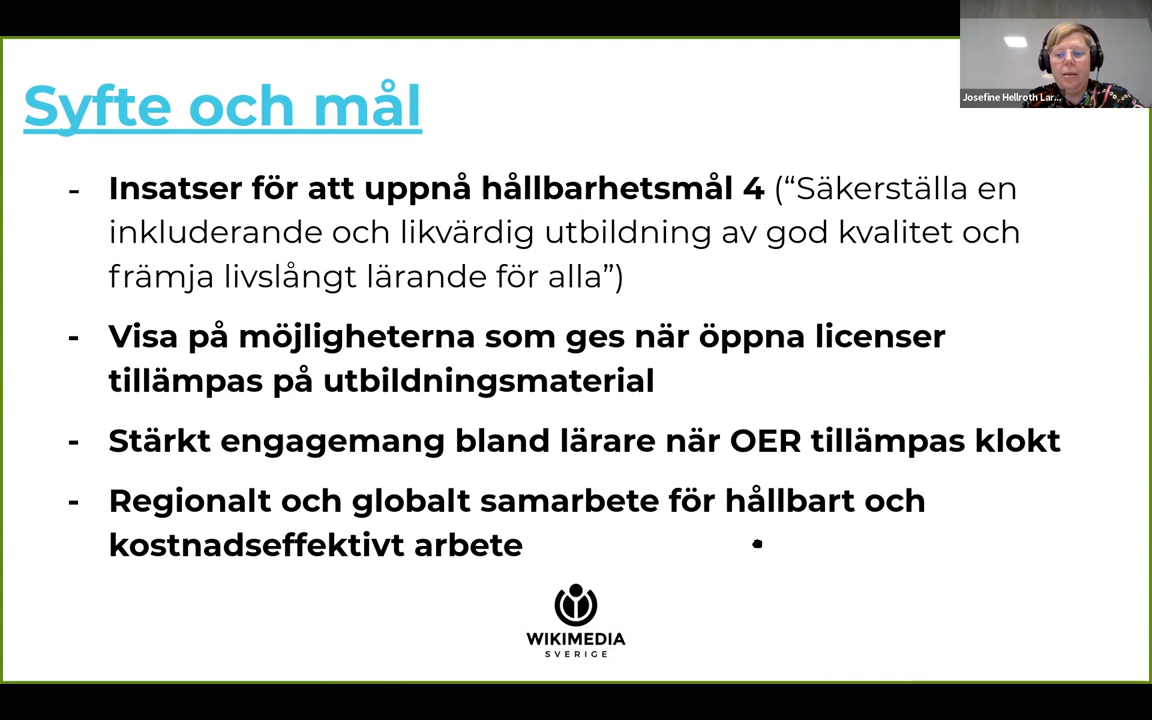 Josefine Hellroth Lar...
Syfte och mål
- Insatser för att uppnå hållbarhetsmål 4 (“Säkerställa en
inkluderande och likvärdig utbildning av god kvalitet och
främja livslångt lärande för alla”)
- Visa på möjligheterna som ges när öppna licenser
tillämpas på utbildningsmaterial
- Stärkt engagemang bland lärare när OER tillämpas klokt
- Regionalt och globalt samarbete för hållbart och
kostnadseffektivt arbete
WIKIMEDIA
SVERIGE